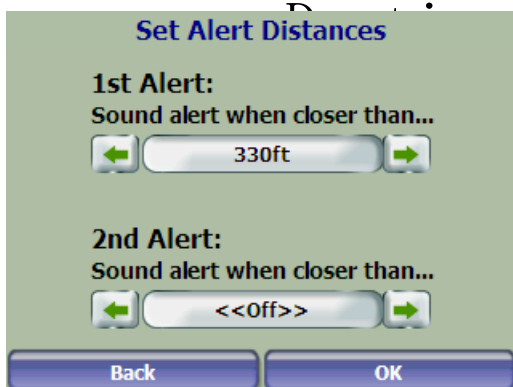 Set Alert Distances
1st Alert:
Sound alert when closer than...
330ft
2nd Alert:
Sound alert when closer than...
<<Off>>
Back
OK